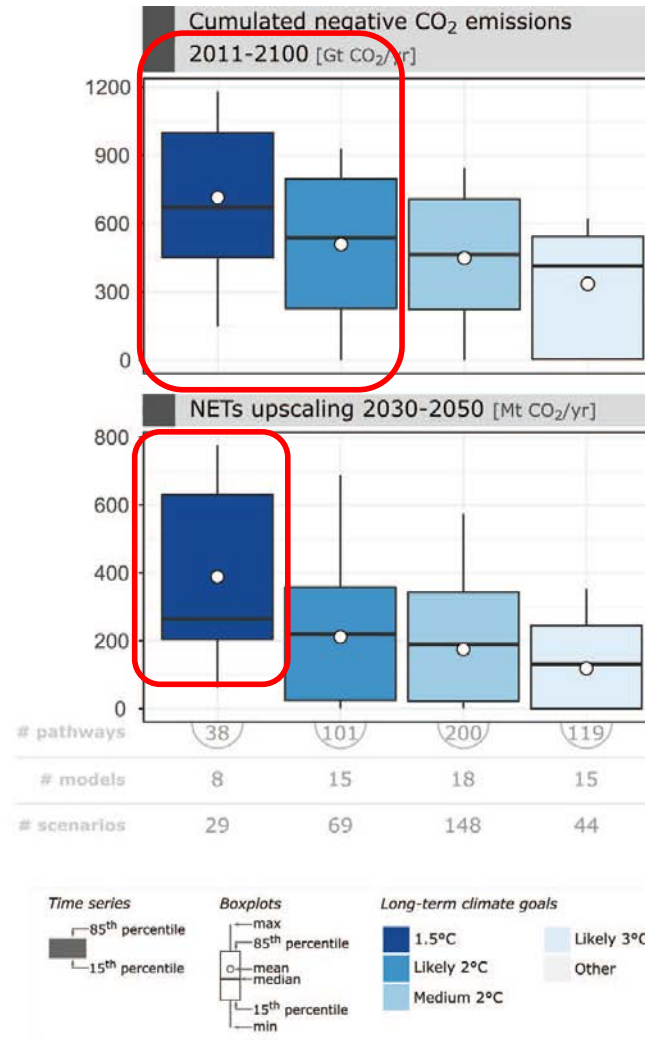 Cumulated negative CO₂ emissions
2011-2100 [Gt CO₂/yr]
1200
900
600
300
0
NETs upscaling 2030-2050 [Mt CO₂/yr]
800
600
400
200
0
# pathways 38 101 200 119
# models 8 15 18 15
# scenarios 29 69 148 44
Time series
85th percentile
15th percentile
Boxplots
max
85th percentile
mean
median
15th percentile
min
Long-term climate goals
1.5°C
Likely 2°C
Medium 2°C
Likely 3°C
Other